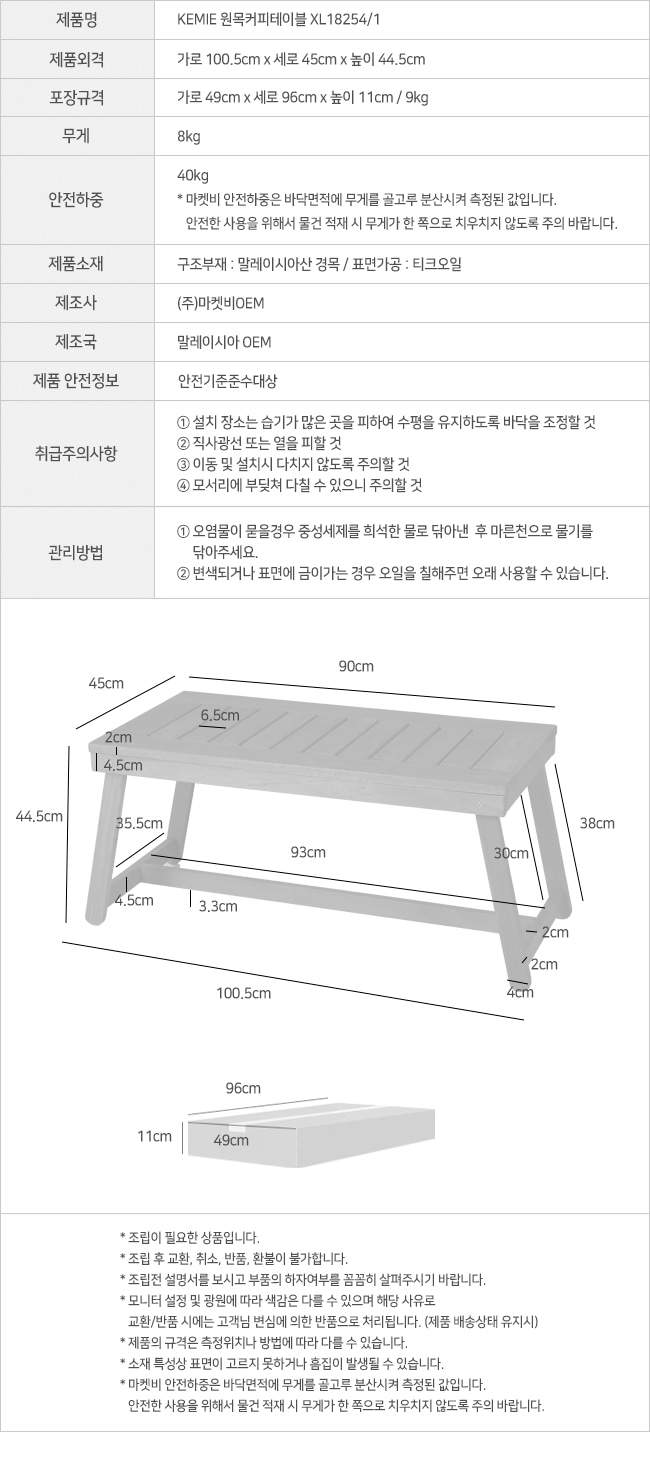 제품명
KEMIE 원목커피테이블 XL18254/1
제품외격
가로 100.5cm x 세로 45cm x 높이 44.5cm
포장규격
가로 49cm x 세로 96cm x 높이 11cm / 9kg
무게
8kg
안전하중
40kg
* 마켓비 안전하중은 바닥면적에 무게를 골고루 분산시켜 측정된 값입니다.
안전한 사용을 위해서 물건 적재 시 무게가 한 쪽으로 치우치지 않도록 주의 바랍니다.
제품소재
구조부재 : 말레이시아산 경목 / 표면가공 : 티크오일
제조사
(주)마켓비OEM
제조국
말레이시아 OEM
제품 안전정보
안전기준준수대상
취급주의사항
① 설치 장소는 습기가 많은 곳을 피하여 수평을 유지하도록 바닥을 조정할 것
② 직사광선 또는 열을 피할 것
③ 이동 및 설치시 다치지 않도록 주의할 것
④ 모서리에 부딪쳐 다칠 수 있으니 주의할 것
관리방법
① 오염물이 묻을경우 중성세제를 희석한 물로 닦아낸 후 마른천으로 물기를
닦아주세요.
② 변색되거나 표면에 금이가는 경우 오일을 칠해주면 오래 사용할 수 있습니다.
90cm
45cm
6.5cm
2cm
4.5cm
44.5cm
35.5cm
38cm
93cm
30cm
4.5cm
3.3cm
2cm
2cm
4cm
100.5cm
96cm
11cm
49cm
* 조립이 필요한 상품입니다.
* 조립 후 교환, 취소, 반품, 환불이 불가합니다.
* 조립전 설명서를 보시고 부품의 하자여부를 꼼꼼히 살펴주시기 바랍니다.
* 모니터 설정 및 광원에 따라 색감은 다를 수 있으며 해당 사유로
교환/반품 시에는 고객님 변심에 의한 반품으로 처리됩니다. (제품 배송상태 유지시)
* 제품의 규격은 측정위치나 방법에 따라 다를 수 있습니다.
* 소재 특성상 표면이 고르지 못하거나 흠집이 발생될 수 있습니다.
* 마켓비 안전하중은 바닥면적에 무게를 골고루 분산시켜 측정된 값입니다.
안전한 사용을 위해서 물건 적재 시 무게가 한 쪽으로 치우치지 않도록 주의 바랍니다.